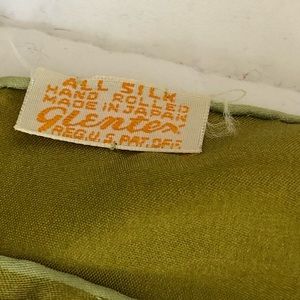 ALL SILK
HAND ROLLED
MADE IN JAPAN
Glentex
REG. U.S. PAT. OFF.